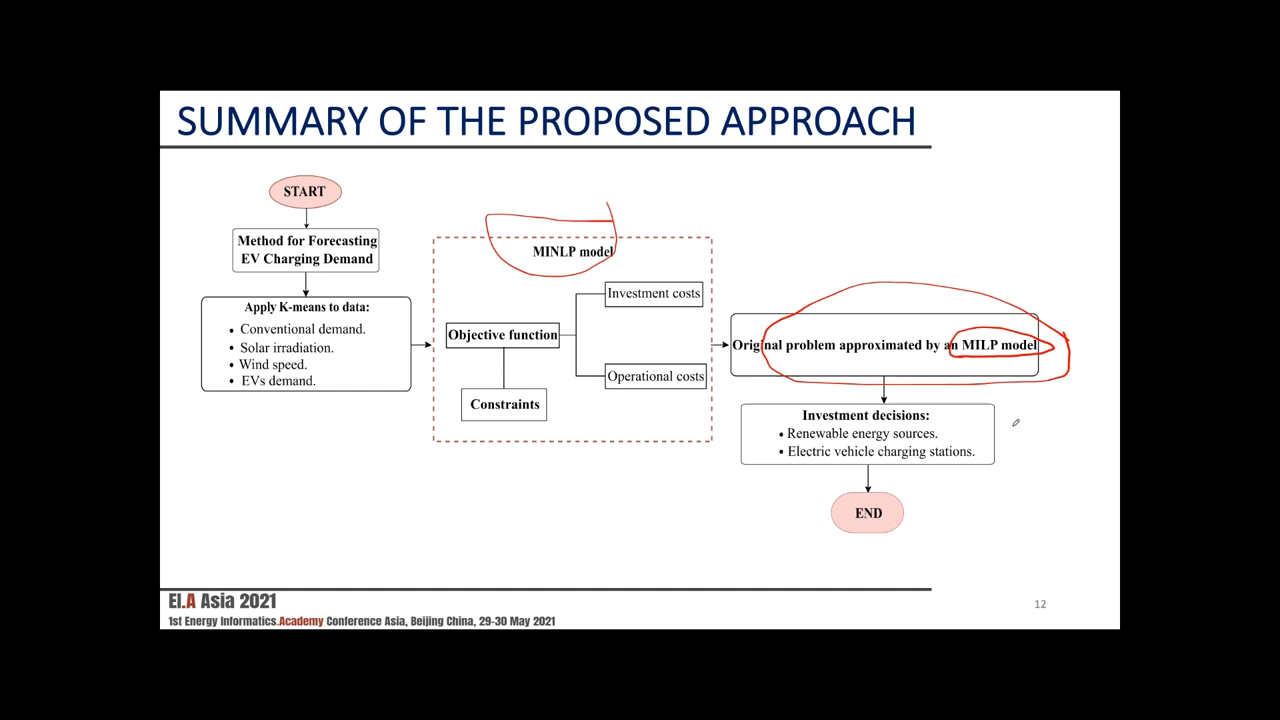 SUMMARY OF THE PROPOSED APPROACH
START
Method for Forecasting
EV Charging Demand
Apply K-means to data:
• Conventional demand.
• Solar irradiation.
• Wind speed.
• EVs demand.
MINLP model
Objective function
Investment costs
Operational costs
Constraints
Original problem approximated by an MILP model
Investment decisions:
• Renewable energy sources.
• Electric vehicle charging stations.
END
EI.A Asia 2021
1st Energy Informatics.Academy Conference Asia, Beijing China, 29-30 May 2021
12